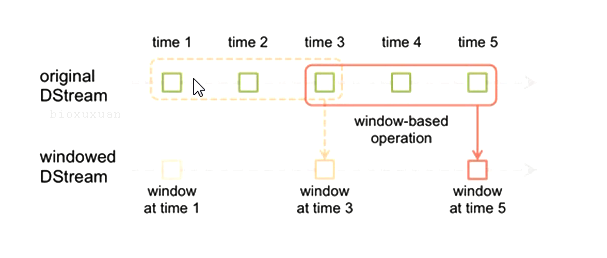 time 1 time 2 time 3 time 4 time 5
original
DStream
bioxuxuan
window-based
operation
windowed
DStream
window
at time 1
window
at time 3
window
at time 5